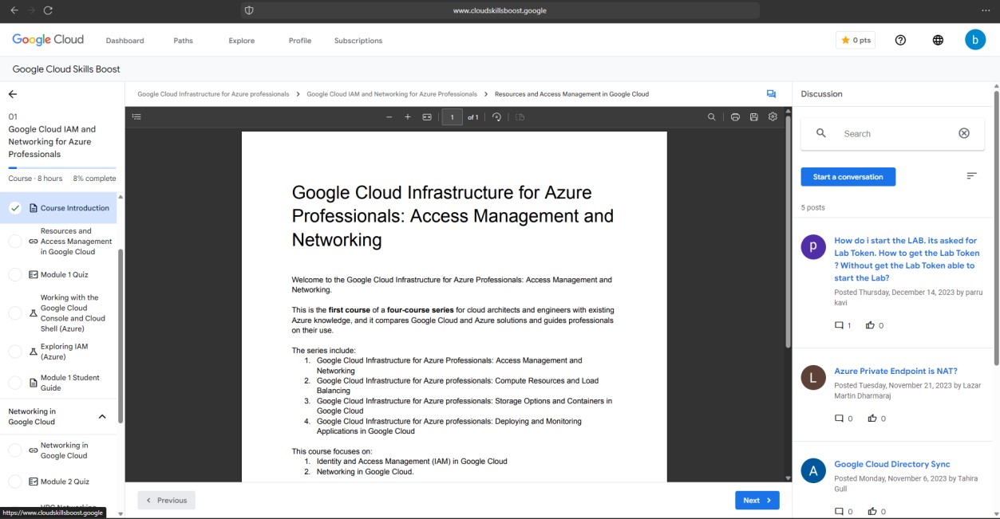 www.cloudskillsboost.google
Google Cloud
Dashboard
Paths
Explore
Profile
Subscriptions
0 pts
b
Google Cloud Skills Boost
01
Google Cloud IAM and
Networking for Azure
Professionals
Course · 8 hours
8% complete
Course Introduction
Resources and
Access Management
in Google Cloud
Module 1 Quiz
Working with the
Google Cloud
Console and Cloud
Shell (Azure)
Exploring IAM
(Azure)
Module 1 Student
Guide
Networking in
Google Cloud
Networking in
Google Cloud
Module 2 Quiz
VPC Networking
https://www.cloudskillsboost.google
Google Cloud Infrastructure for Azure professionals
Google Cloud IAM and Networking for Azure Professionals
Resources and Access Management in Google Cloud
1
of 1
Google Cloud Infrastructure for Azure
Professionals: Access Management and
Networking
Welcome to the Google Cloud Infrastructure for Azure Professionals: Access Management and
Networking.
This is the first course of a four-course series for cloud architects and engineers with existing
Azure knowledge, and it compares Google Cloud and Azure solutions and guides professionals
on their use.
The series include:
1. Google Cloud Infrastructure for Azure Professionals: Access Management and
Networking
2. Google Cloud Infrastructure for Azure Professionals: Compute Resources and Load
Balancing
3. Google Cloud Infrastructure for Azure Professionals: Storage Options and Containers in
Google Cloud
4. Google Cloud Infrastructure for Azure professionals: Deploying and Monitoring
Applications in Google Cloud
This course focuses on:
1. Identity and Access Management (IAM) in Google Cloud
2. Networking in Google Cloud.
Previous
Next
Discussion
Search
Start a conversation
5 posts
p
How do i start the LAB. its asked for
Lab Token. How to get the Lab Token
? Without get the Lab Token able to
start the Lab?
Posted Thursday, December 14, 2023 by parru
kavi
1
0
L
Azure Private Endpoint is NAT?
Posted Tuesday, November 21, 2023 by Lazar
Martin Dharmaraj
0
0
A
Google Cloud Directory Sync
Posted Monday, November 6, 2023 by Tahira
Gull
0
0